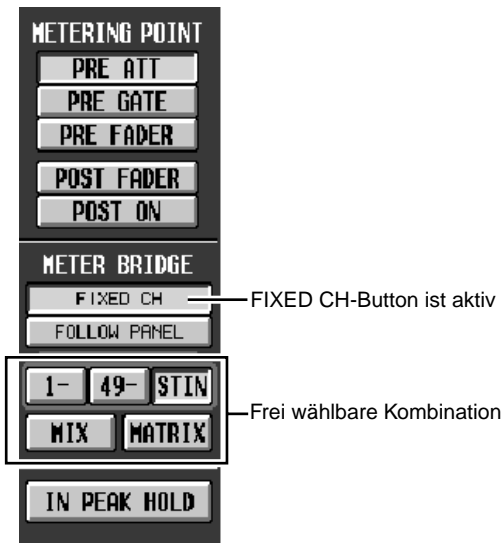 METERING POINT
PRE ATT
PRE GATE
PRE FADER
POST FADER
POST ON
METER BRIDGE
FIXED CH
FIXED CH-Button ist aktiv
FOLLOW PANEL
1- 49- STIN
MIX MATRIX
Frei wählbare Kombination
IN PEAK HOLD